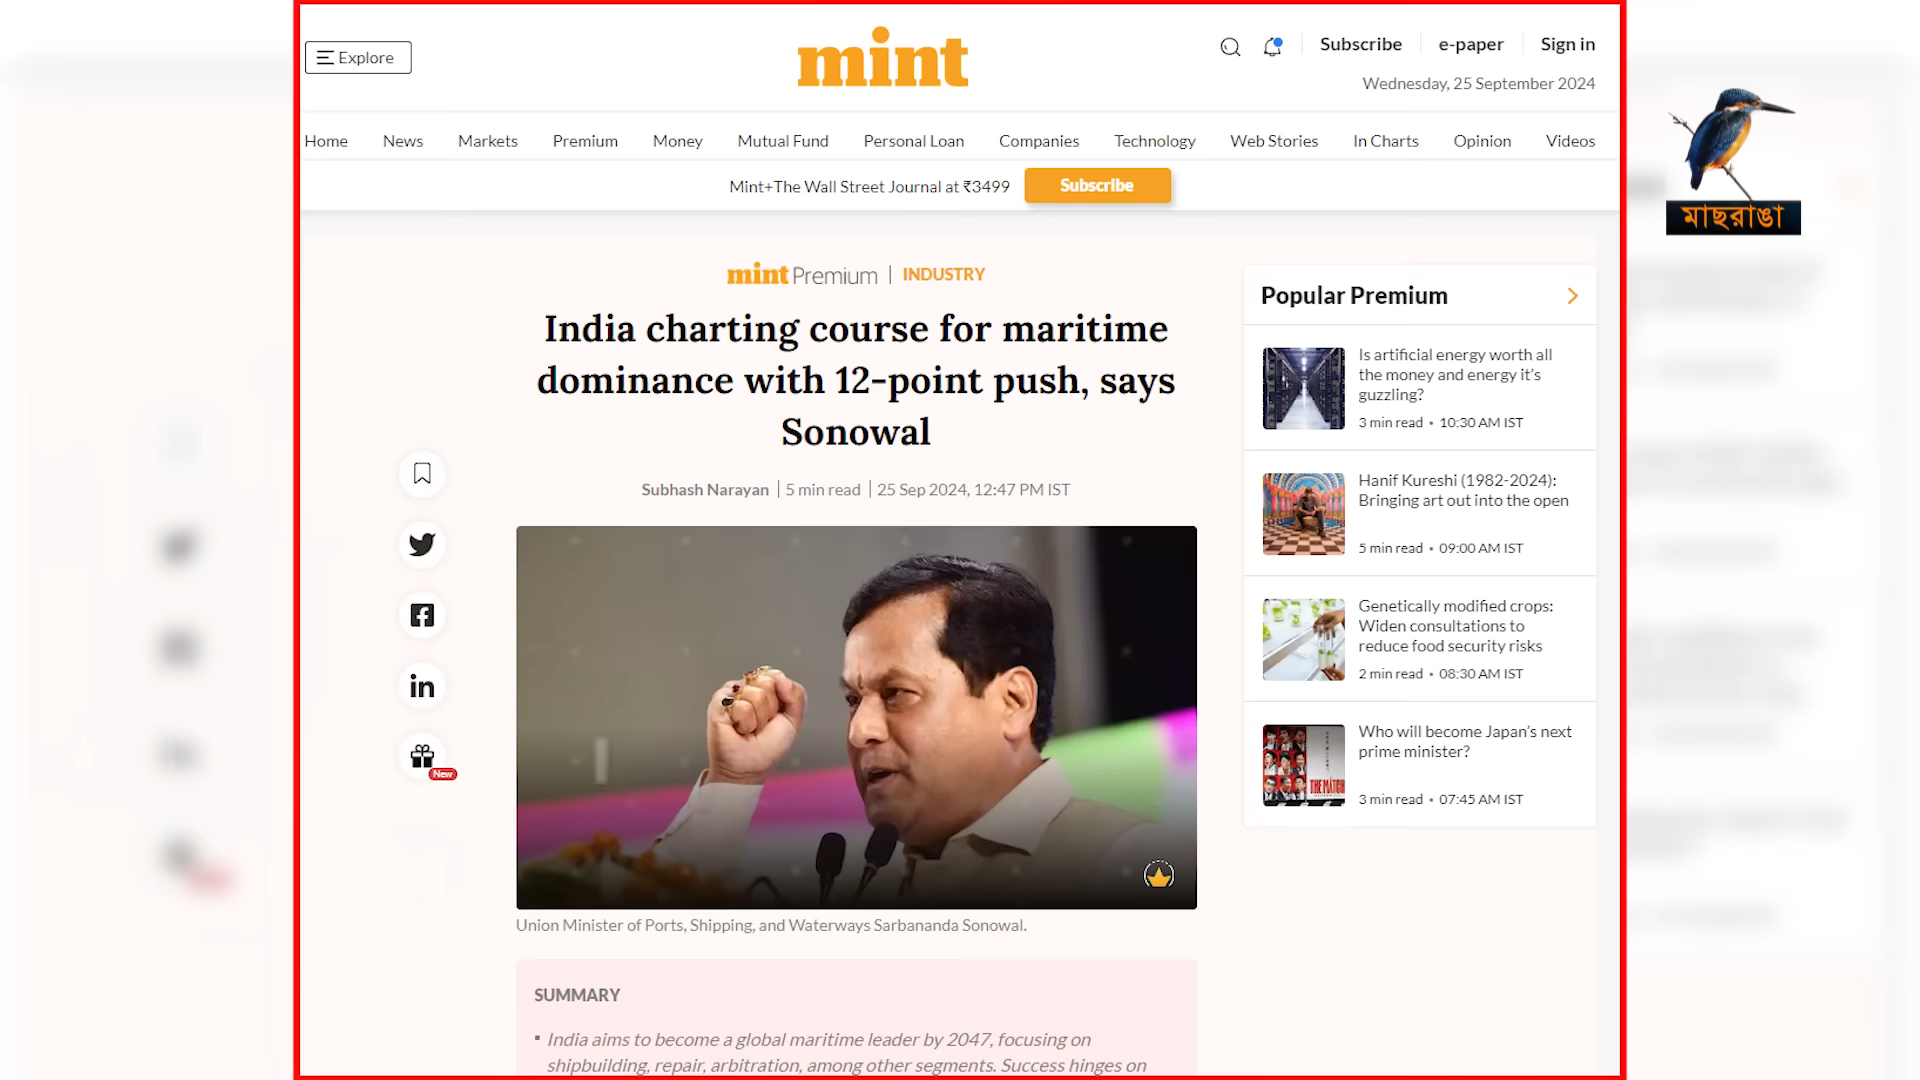 Explore
mint
Subscribe
e-paper
Sign in
Wednesday, 25 September 2024
Home
News
Markets
Premium
Money
Mutual Fund
Personal Loan
Companies
Technology
Web Stories
In Charts
Opinion
Videos
Mint+The Wall Street Journal at ₹3499
Subscribe
মাছরাঙা
mint Premium | INDUSTRY
India charting course for maritime
dominance with 12-point push, says
Sonowal
Subhash Narayan | 5 min read | 25 Sep 2024, 12:47 PM IST
New
Union Minister of Ports, Shipping, and Waterways Sarbananda Sonowal.
SUMMARY
▪ India aims to become a global maritime leader by 2047, focusing on
shipbuilding, repair, arbitration, among other segments. Success hinges on
Popular Premium
Is artificial energy worth all
the money and energy it's
guzzling?
3 min read • 10:30 AM IST
Hanif Kureshi (1982-2024):
Bringing art out into the open
5 min read • 09:00 AM IST
Genetically modified crops:
Widen consultations to
reduce food security risks
2 min read • 08:30 AM IST
Who will become Japan's next
prime minister?
THE MATCH
3 min read • 07:45 AM IST